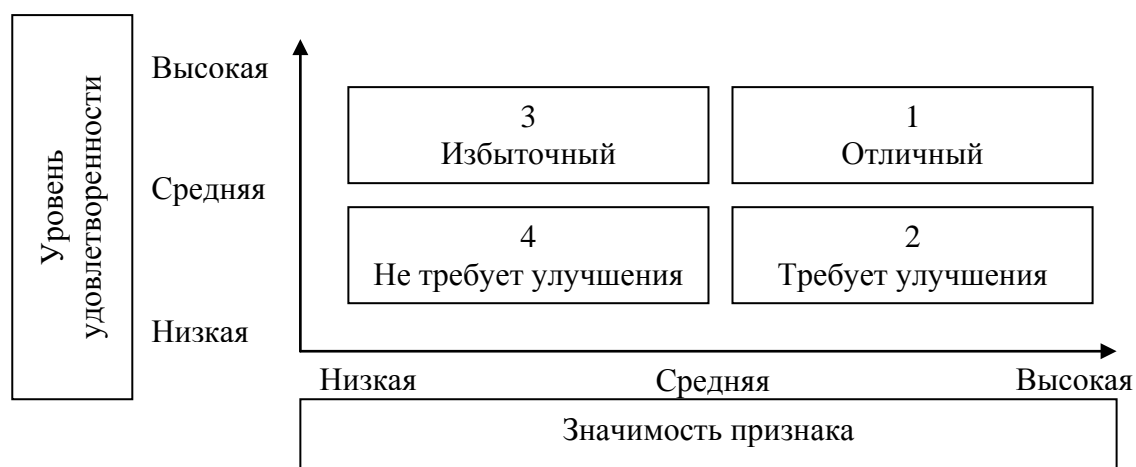 Уровень
удовлетворенности
Высокая
Средняя
Низкая
3
Избыточный
1
Отличный
4
Не требует улучшения
2
Требует улучшения
Низкая
Средняя
Высокая
Значимость признака